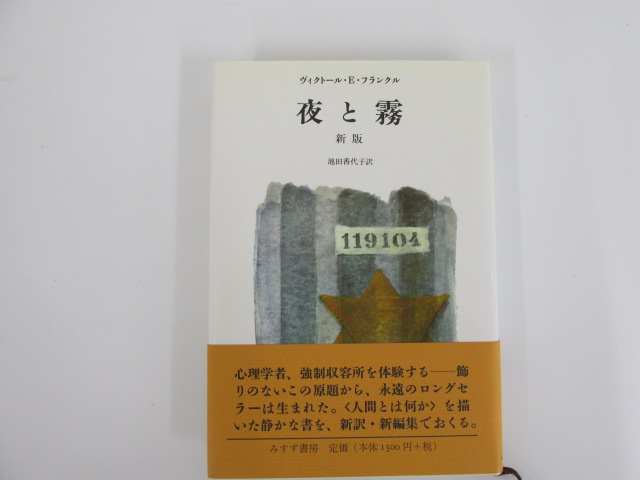 ヴィクトール・E・フランクル
夜と霧
新版
池田香代子訳
119104
心理学者、強制収容所を体験する──飾
りのないこの原題から、永遠のロングセ
ラーは生まれた。〈人間とは何か〉を描
いた静かな書を、新訳・新編集でおくる。
みすず書房 定価（本体1500円＋税）